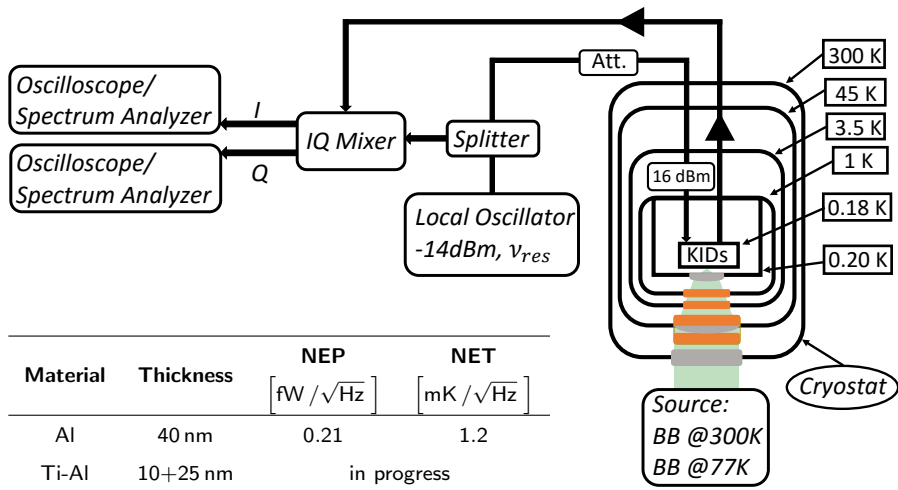 Oscilloscope/
Spectrum Analyzer
Oscilloscope/
Spectrum Analyzer
I
Q
IQ Mixer
Splitter
Att.
Local Oscillator
-14dBm, ν_res
16 dBm
KIDs
300 K
45 K
3.5 K
1 K
0.18 K
0.20 K
Cryostat
Source:
BB @300K
BB @77K
Material Thickness NEP [fW /√Hz ] NET [mK /√Hz ]
Al 40 nm 0.21 1.2
Ti-Al 10+25 nm in progress